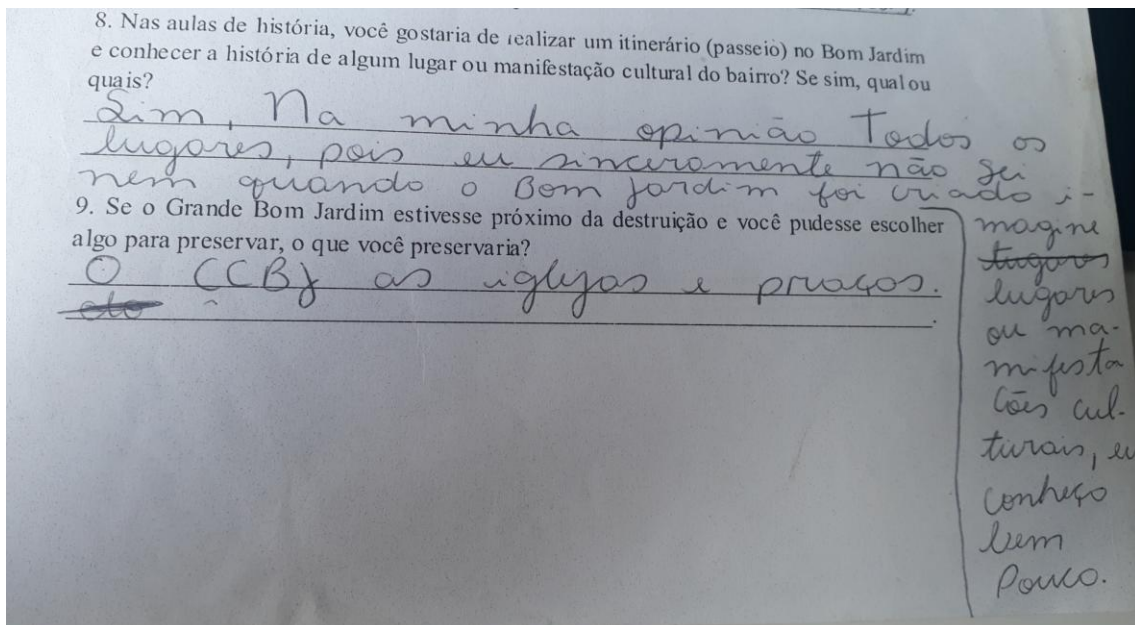 8. Nas aulas de história, você gostaria de realizar um itinerário (passeio) no Bom Jardim
e conhecer a história de algum lugar ou manifestação cultural do bairro? Se sim, qual ou
quais?
Sim, Na minha opinião Todos os
lugares, pois eu sinceramente não sei
nem quando o Bom Jardim foi criado i-
magine
lugares
lugares
ou ma-
nifesta
ções cul-
turais, eu
conheço
bem
Pouco.
9. Se o Grande Bom Jardim estivesse próximo da destruição e você pudesse escolher
algo para preservar, o que você preservaria?
O CCBJ as iglejas e praças.